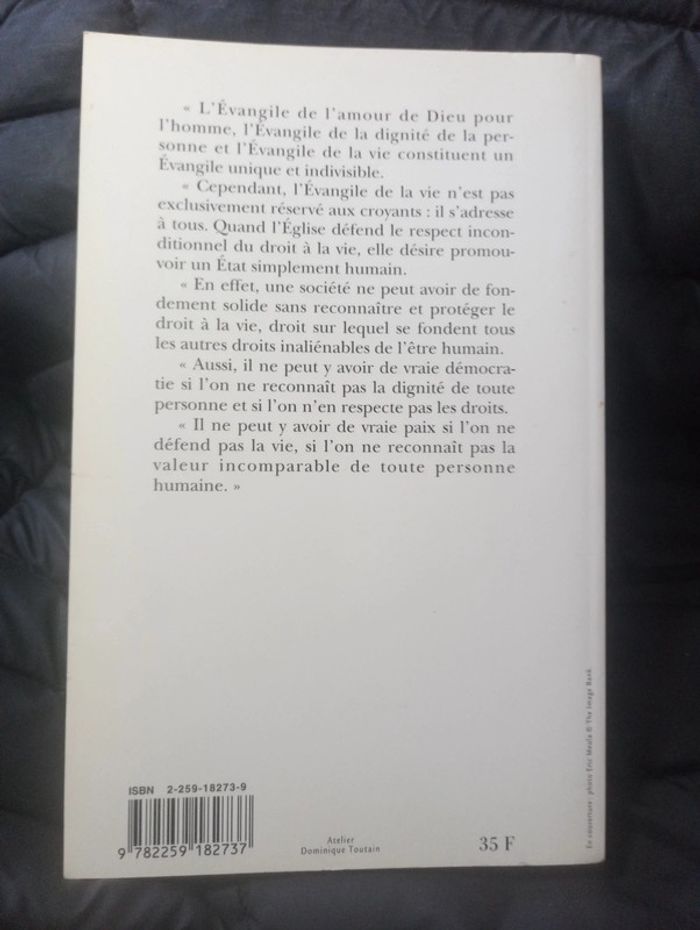 « L'Évangile de l'amour de Dieu pour
l'homme, l'Évangile de la dignité de la per-
sonne et l'Évangile de la vie constituent un
Évangile unique et indivisible.
« Cependant, l'Évangile de la vie n'est pas
exclusivement réservé aux croyants : il s'adresse
à tous. Quand l'Église défend le respect incon-
ditionnel du droit à la vie, elle désire promou-
voir un État simplement humain.
« En effet, une société ne peut avoir de fon-
dement solide sans reconnaître et protéger le
droit à la vie, droit sur lequel se fondent tous
les autres droits inaliénables de l'être humain.
« Aussi, il ne peut y avoir de vraie démocra-
tie si l'on ne reconnaît pas la dignité de toute
personne et si l'on n'en respecte pas les droits.
« Il ne peut y avoir de vraie paix si l'on ne
défend pas la vie, si l'on ne reconnaît pas la
valeur incomparable de toute personne
humaine. »
En couverture : photo Eric Meola © The Image Bank
ISBN 2-259-18273-9
9 782259 182737
Atelier
Dominique Toutain
35 F